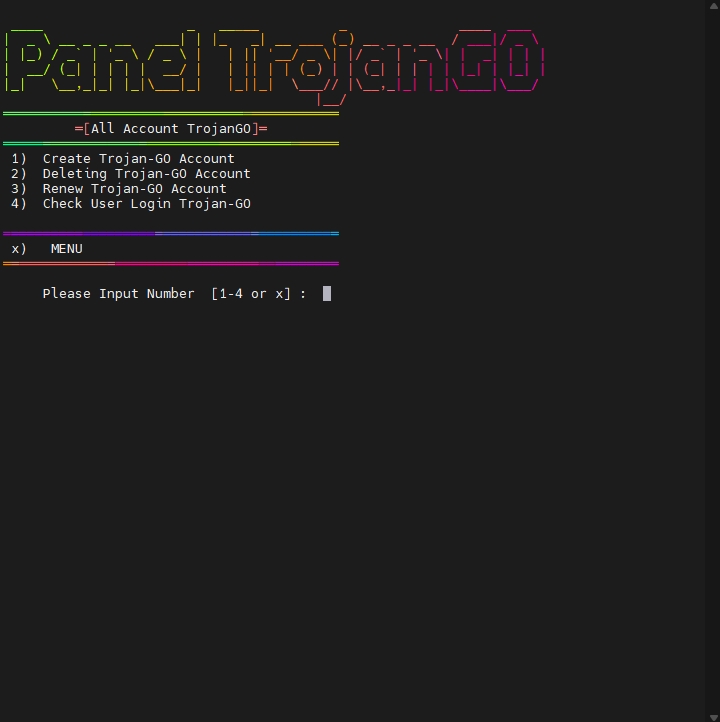 Panel TrojanGO
═[All Account TrojanGO]═
1) Create Trojan-GO Account
2) Deleting Trojan-GO Account
3) Renew Trojan-GO Account
4) Check User Login Trojan-GO
x) MENU
Please Input Number [1-4 or x] :